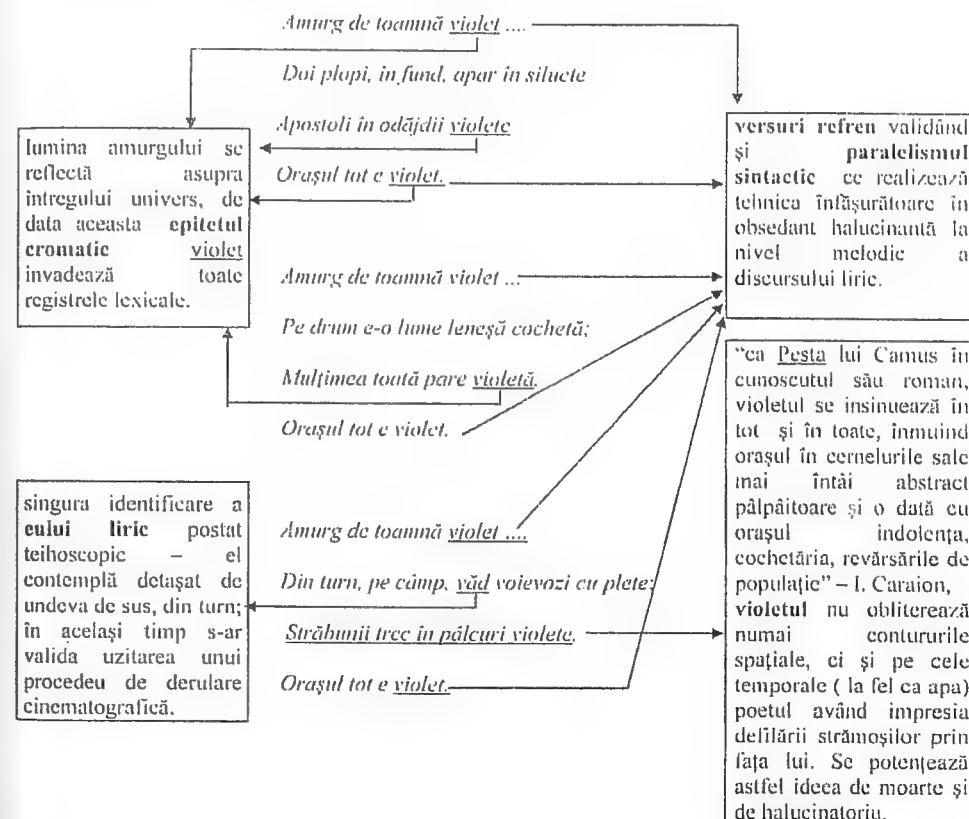 Amurg de toamnă violet ....
Doi plopi, în fund, apar în siluete
Apostoli în odăjdii violete
Orașul tot e violet.
Amurg de toamnă violet ...
Pe drum e-o lume leneșă cochetă;
Mulțimea toată pare violetă,
Orașul tot e violet.
Amurg de toamnă violet ....
Din turn, pe câmp, văd voievozi cu plete;
Străbunii trec în pâlcuri violete,
Orașul tot e violet.
lumina amurgului se
reflectă asupra
întregului univers, de
data aceasta epitetul
cromatic violet
invadează toate
registrele lexicale.
singura identificare a
eului liric postat
teihoscopic – el
contemplă detașat de
undeva de sus, din turn;
în același timp s-ar
valida uzitarea unui
procedeu de derulare
cinematografică.
versuri refren validând
și paralelismul
sintactic ce realizează
tehnica înfășurătoare în
obsedant halucinantă la
nivel melodic a
discursului liric.
“ca Pesta lui Camus în
cunoscutul său roman,
violetul se insinuează în
tot și în toate, înmuind
orașul în cernelurile sale
mai întâi abstract
pâlpâitoare și o dată cu
orașul indolența,
cochetăria, revărsările de
populație” – I. Caraion,
violetul nu obliterează
numai contururile
spațiale, ci și pe cele
temporale ( la fel ca apa)
poetul având impresia
defilării strămoșilor prin
fața lui. Se potențează
astfel ideea de moarte și
de halucinatoriu.